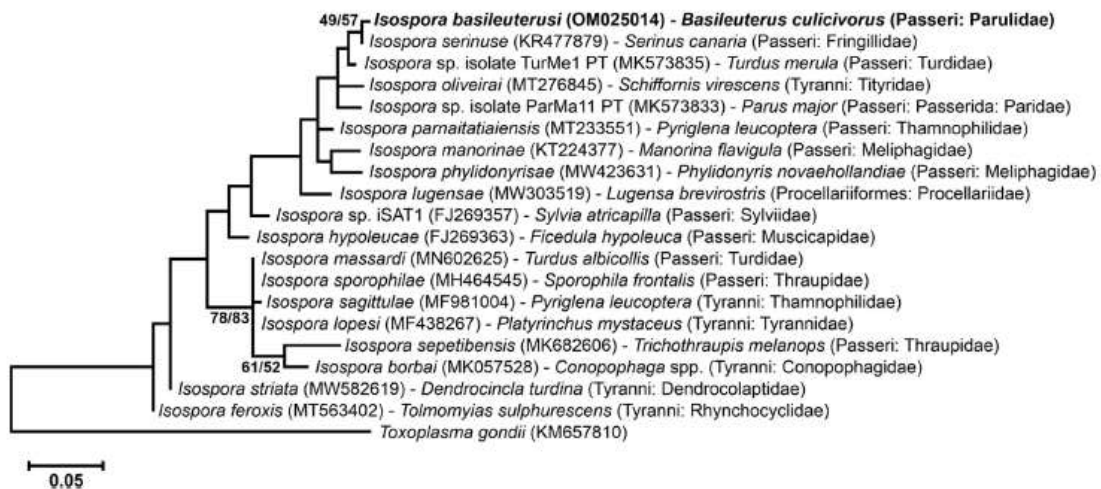 49/57
Isospora basileuterusi (OM025014) - Basileuterus culicivorus (Passeri: Parulidae)
Isospora serinuse (KR477879) - Serinus canaria (Passeri: Fringillidae)
Isospora sp. isolate TurMe1 PT (MK573835) - Turdus merula (Passeri: Turdidae)
Isospora oliveirai (MT276845) - Schiffornis virescens (Tyranni: Tityridae)
Isospora sp. isolate ParMa11 PT (MK573833) - Parus major (Passeri: Passerida: Paridae)
Isospora parnaitatiaiensis (MT233551) - Pyriglena leucoptera (Passeri: Thamnophilidae)
Isospora manorinae (KT224377) - Manorina flavigula (Passeri: Meliphagidae)
Isospora phylidonyrisae (MW423631) - Phylidonyris novaehollandiae (Passeri: Meliphagidae)
Isospora lugensae (MW303519) - Lugensa brevirostris (Procellariiformes: Procellariidae)
Isospora sp. iSAT1 (FJ269357) - Sylvia atricapilla (Passeri: Sylviidae)
Isospora hypoleucae (FJ269363) - Ficedula hypoleuca (Passeri: Muscicapidae)
Isospora massardi (MN602625) - Turdus albicollis (Passeri: Turdidae)
Isospora sporophilae (MH464545) - Sporophila frontalis (Passeri: Thraupidae)
Isospora sagittulae (MF981004) - Pyriglena leucoptera (Tyranni: Thamnophilidae)
78/83
Isospora lopesi (MF438267) - Platyrinchus mystaceus (Tyranni: Tyrannidae)
Isospora sepetibensis (MK682606) - Trichothraupis melanops (Passeri: Thraupidae)
61/52
Isospora borbai (MK057528) - Conopophaga spp. (Tyranni: Conopophagidae)
Isospora striata (MW582619) - Dendrocincla turdina (Tyranni: Dendrocolaptidae)
Isospora feroxis (MT563402) - Tolmomyias sulphurescens (Tyranni: Rhynchocyclidae)
Toxoplasma gondii (KM657810)
0.05